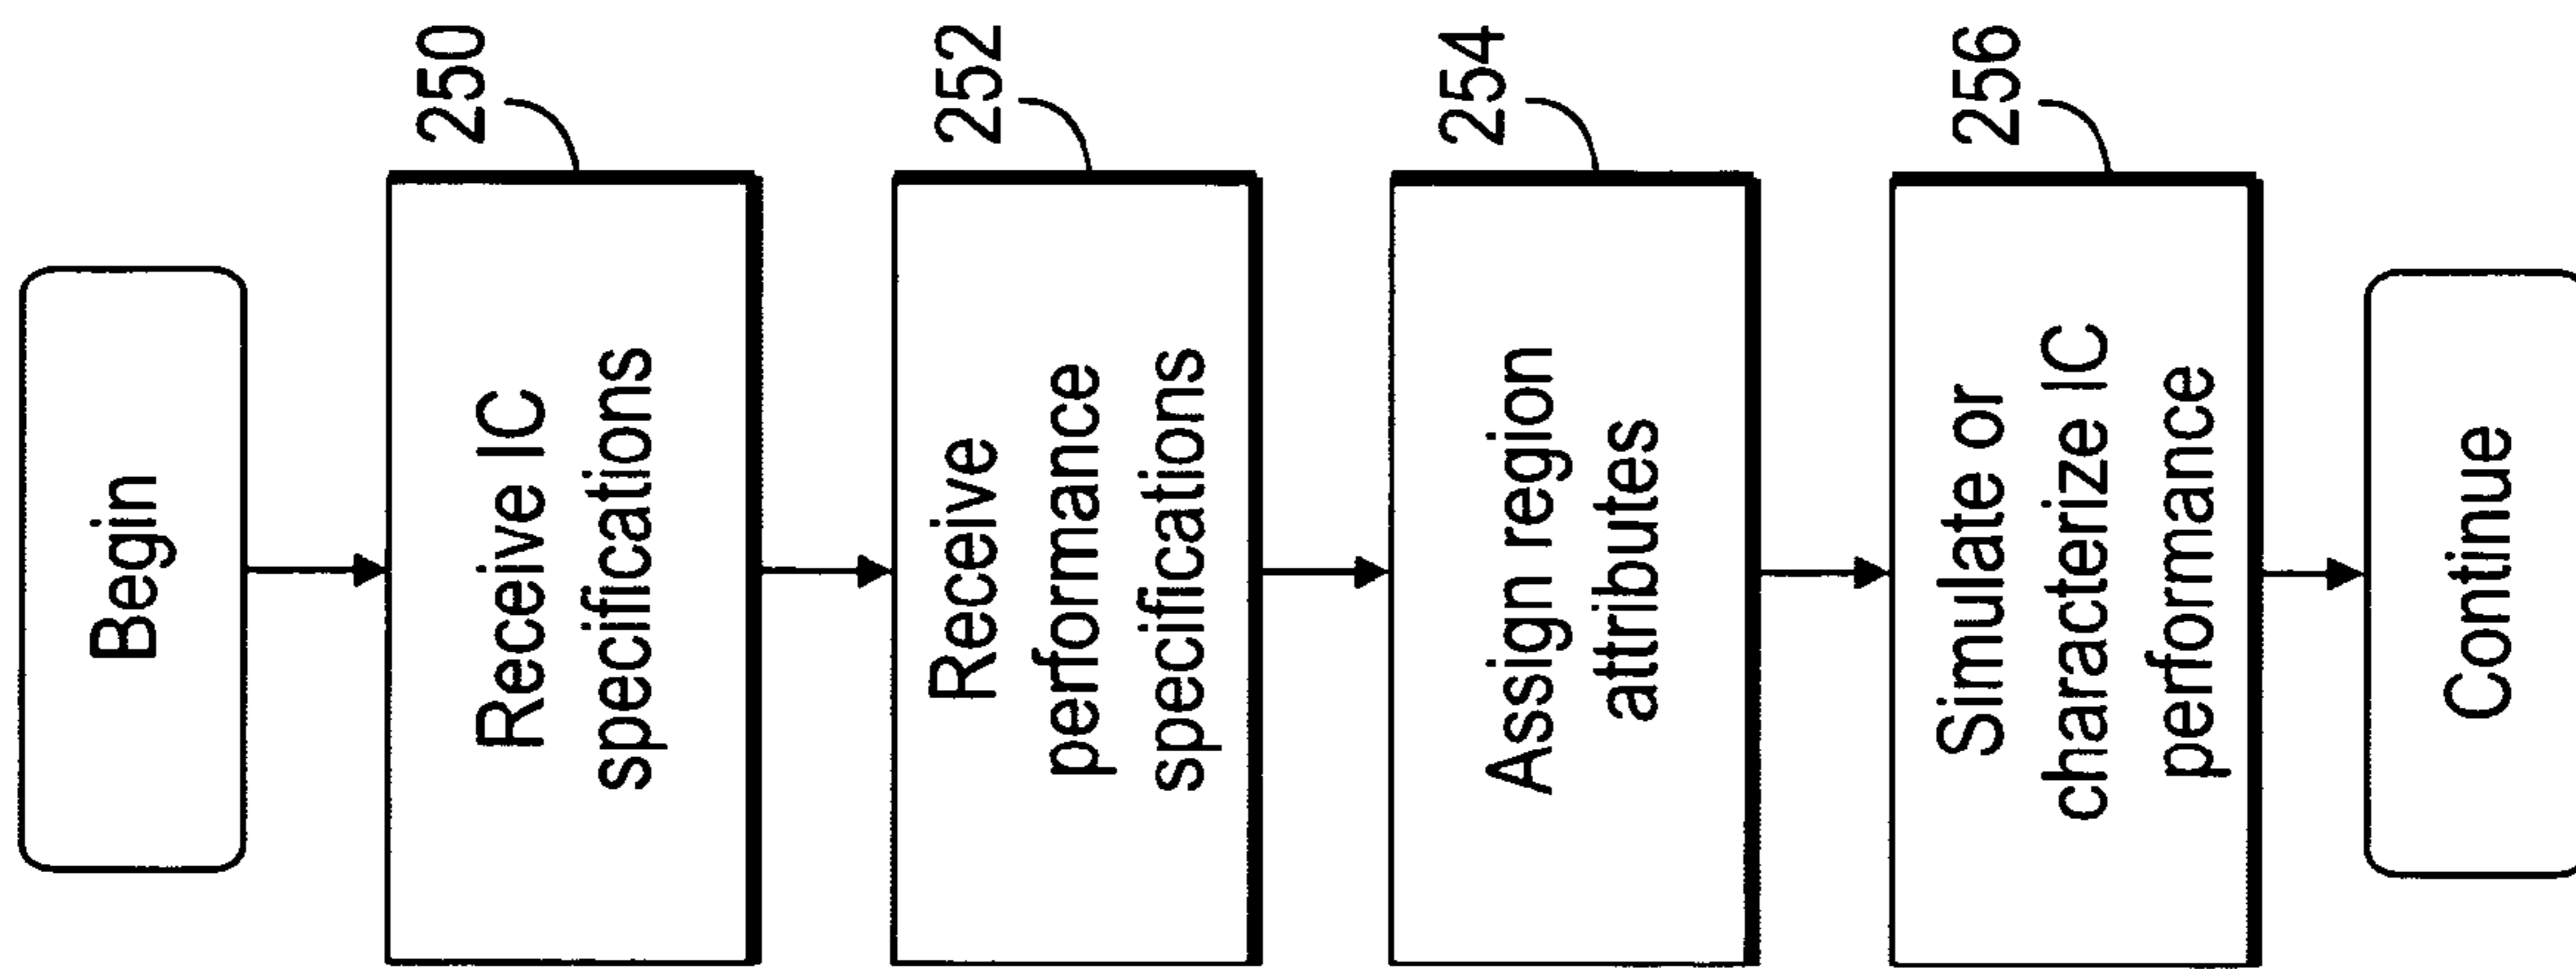 Begin
250
Receive IC
specifications
252
Receive
performance
specifications
254
Assign region
attributes
256
Simulate or
characterize IC
performance
Continue